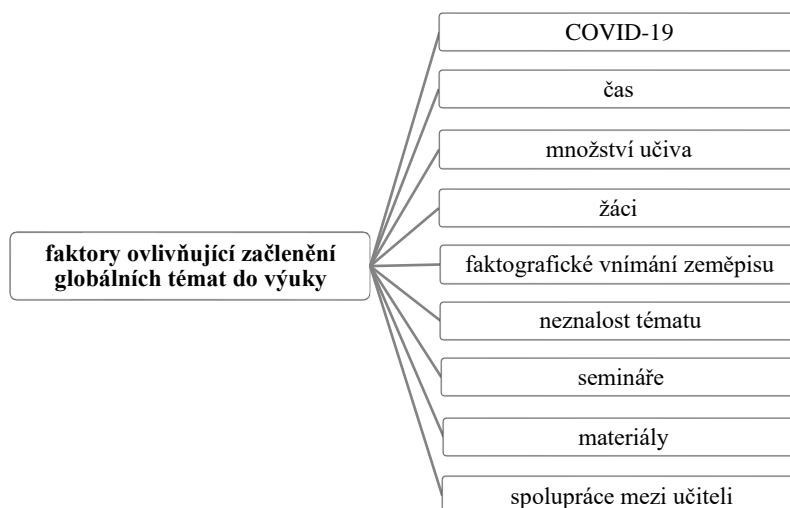 COVID-19
čas
množství učiva
žáci
faktory ovlivňující začlenění
globálních témat do výuky
faktografické vnímání zeměpisu
neznalost tématu
semináře
materiály
spolupráce mezi učiteli